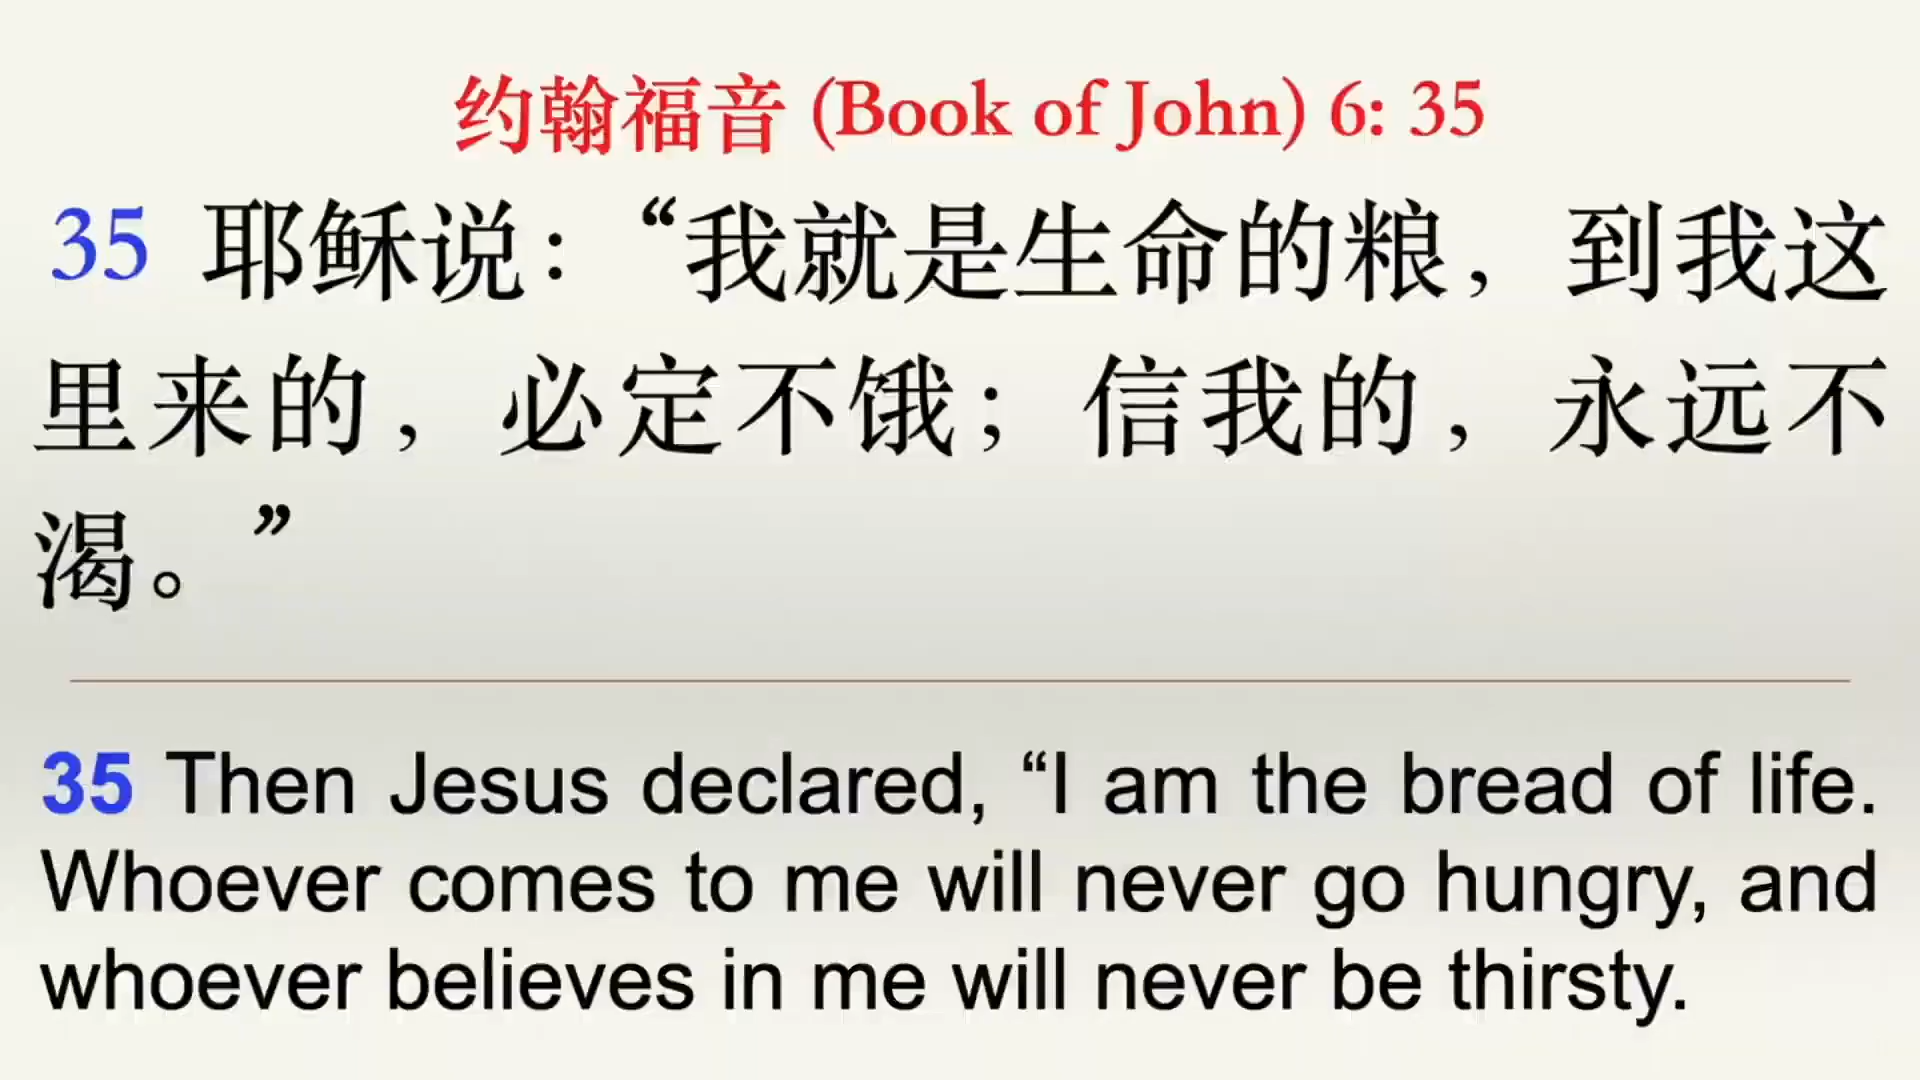 约翰福音 (Book of John) 6: 35
35 耶稣说：“我就是生命的粮，到我这
里来的，必定不饿；信我的，永远不
渴。”
35 Then Jesus declared, “I am the bread of life.
Whoever comes to me will never go hungry, and
whoever believes in me will never be thirsty.